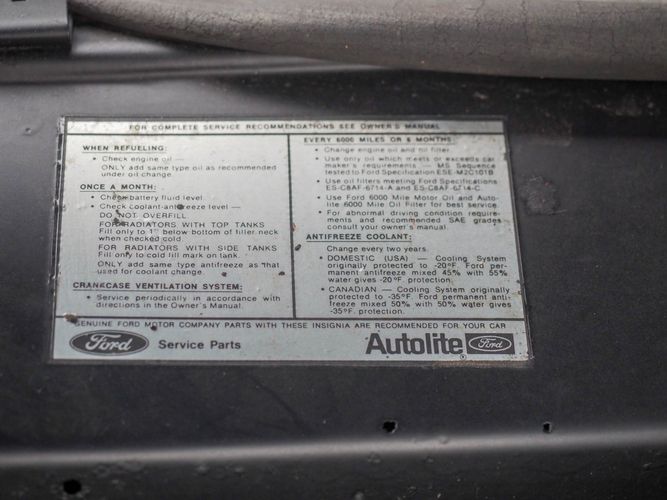 FOR COMPLETE SERVICE RECOMMENDATIONS SEE OWNER'S MANUAL
WHEN REFUELING:
• Check engine oil —
ONLY add same type oil as recommended
under oil change.
ONCE A MONTH:
• Check battery fluid level
• Check coolant-antifreeze level —
DO NOT OVERFILL
FOR RADIATORS WITH TOP TANKS
Fill only to 1" below bottom of filler neck
when checked cold.
FOR RADIATORS WITH SIDE TANKS
Fill only to cold fill mark on tank.
ONLY add same type antifreeze as that
used for coolant change.
CRANKCASE VENTILATION SYSTEM:
• Service periodically in accordance with
directions in the Owner's Manual.
EVERY 6000 MILES OR 6 MONTHS:
• Change engine oil and oil filter.
• Use only oil which meets or exceeds car
maker's requirements — MS Sequence
tested to Ford Specification ESE-M2C101B
• Use oil filters meeting Ford Specifications
ES-C8AF-6714-A and ES-C8AF-6714-C.
• Use Ford 6000 Mile Motor Oil and Auto-
lite 6000 Mile Oil Filter for best service.
• For abnormal driving condition require-
ments and recommended SAE grades
consult your owner's manual.
ANTIFREEZE COOLANT:
Change every two years.
• DOMESTIC (USA) — Cooling System
originally protected to -20°F. Ford per-
manent antifreeze mixed 45% with 55%
water gives -20°F. protection.
• CANADIAN — Cooling System originally
protected to -35°F. Ford permanent anti-
freeze mixed 50% with 50% water gives
-35°F. protection.
GENUINE FORD MOTOR COMPANY PARTS WITH THESE INSIGNIA ARE RECOMMENDED FOR YOUR CAR
Ford Service Parts Autolite® Ford